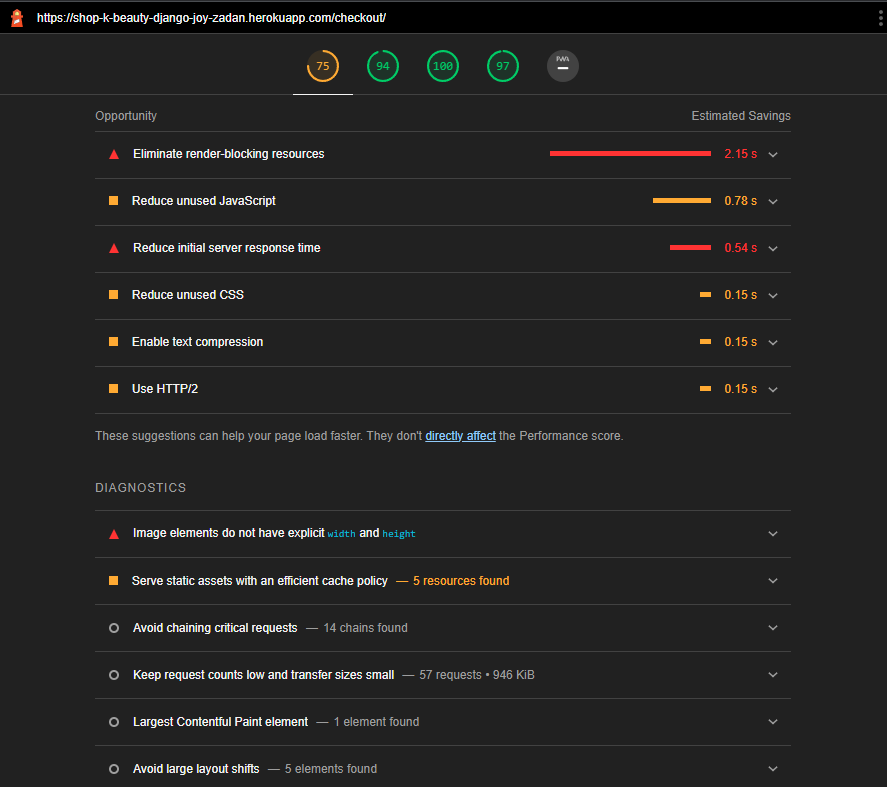 https://shop-k-beauty-django-joy-zadan.herokuapp.com/checkout/
75 94 100 97 PWA
Opportunity Estimated Savings
Eliminate render-blocking resources 2.15 s
Reduce unused JavaScript 0.78 s
Reduce initial server response time 0.54 s
Reduce unused CSS 0.15 s
Enable text compression 0.15 s
Use HTTP/2 0.15 s
These suggestions can help your page load faster. They don't directly affect the Performance score.
DIAGNOSTICS
Image elements do not have explicit width and height
Serve static assets with an efficient cache policy — 5 resources found
Avoid chaining critical requests — 14 chains found
Keep request counts low and transfer sizes small — 57 requests • 946 KiB
Largest Contentful Paint element — 1 element found
Avoid large layout shifts — 5 elements found